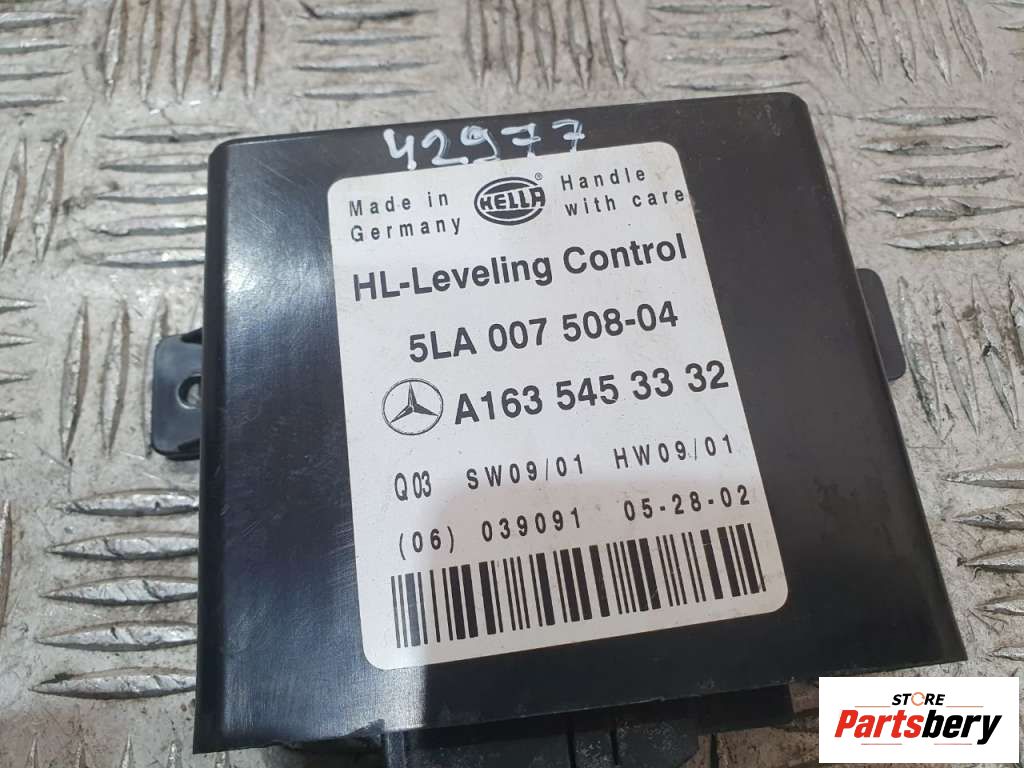 42977
Made in Germany
HELLA ®
Handle with care
HL-Leveling Control
5LA 007 508-04
A163 545 33 32
Q03 SW09/01 HW09/01
(06) 039091 05-28-02
STORE
Partsbery